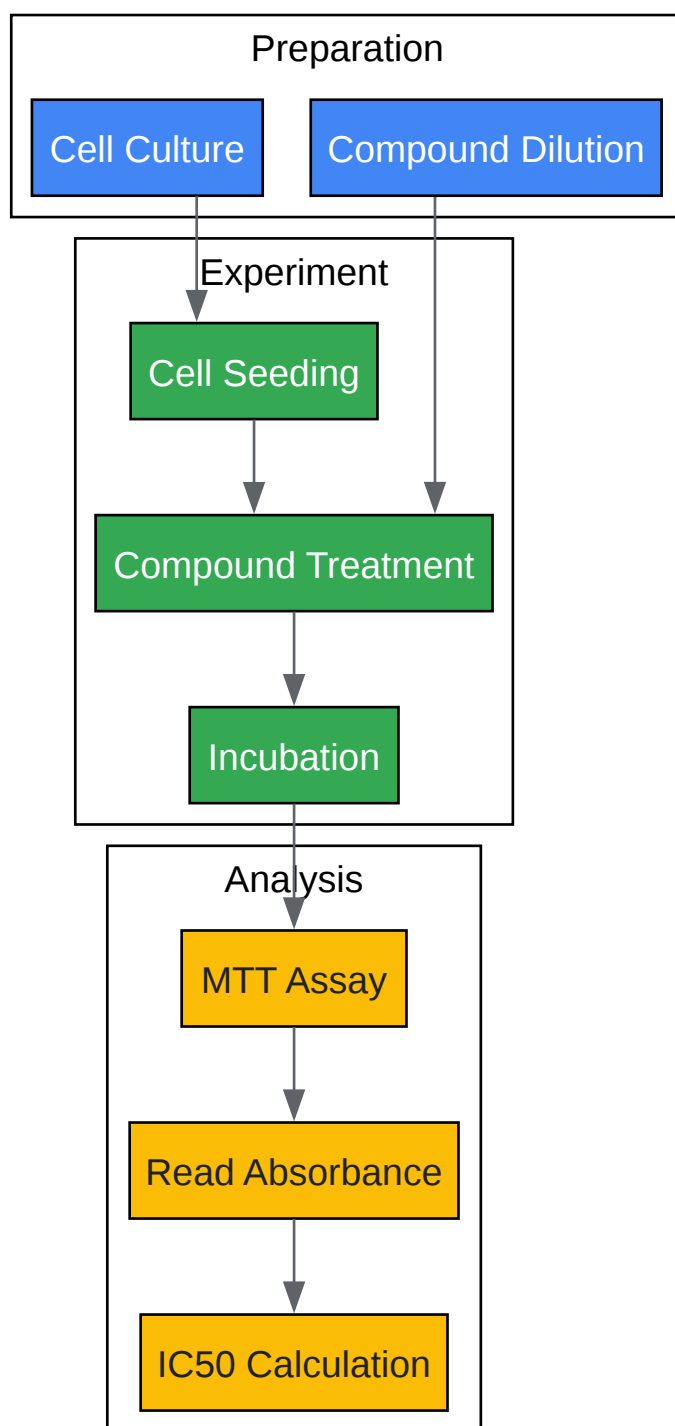 Preparation
Cell Culture
Compound Dilution
Experiment
Cell Seeding
Compound Treatment
Incubation
Analysis
MTT Assay
Read Absorbance
IC50 Calculation